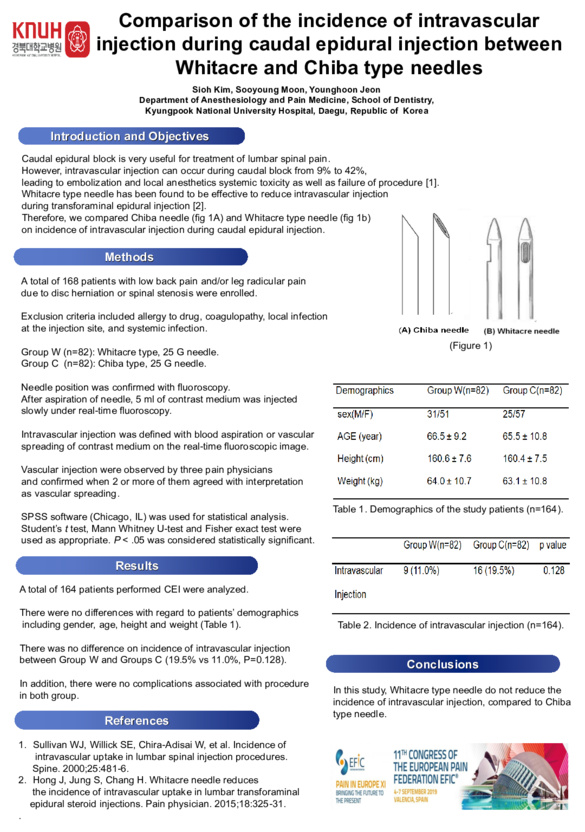 KNUH
경북대학교병원
Comparison of the incidence of intravascular
injection during caudal epidural injection between
Whitacre and Chiba type needles
Sioh Kim, Sooyoung Moon, Younghoon Jeon
Department of Anesthesiology and Pain Medicine, School of Dentistry,
Kyungpook National University Hospital, Daegu, Republic of Korea
Introduction and Objectives
Caudal epidural block is very useful for treatment of lumbar spinal pain.
However, intravascular injection can occur during caudal block from 9% to 42%,
leading to embolization and local anesthetics systemic toxicity as well as failure of procedure [1].
Whitacre type needle has been found to be effective to reduce intravascular injection
during transforaminal epidural injection [2].
Therefore, we compared Chiba needle (fig 1A) and Whitacre type needle (fig 1b)
on incidence of intravascular injection during caudal epidural injection.
Methods
A total of 168 patients with low back pain and/or leg radicular pain
due to disc herniation or spinal stenosis were enrolled.
Exclusion criteria included allergy to drug, coagulopathy, local infection
at the injection site, and systemic infection.
Group W (n=82): Whitacre type, 25 G needle.
Group C (n=82): Chiba type, 25 G needle.
Needle position was confirmed with fluoroscopy.
After aspiration of needle, 5 ml of contrast medium was injected
slowly under real-time fluoroscopy.
Intravascular injection was defined with blood aspiration or vascular
spreading of contrast medium on the real-time fluoroscopic image.
Vascular injection were observed by three pain physicians
and confirmed when 2 or more of them agreed with interpretation
as vascular spreading.
SPSS software (Chicago, IL) was used for statistical analysis.
Student's t test, Mann Whitney U-test and Fisher exact test were
used as appropriate. P < .05 was considered statistically significant.
Results
A total of 164 patients performed CEI were analyzed.
There were no differences with regard to patients' demographics
including gender, age, height and weight (Table 1).
There was no difference on incidence of intravascular injection
between Group W and Groups C (19.5% vs 11.0%, P=0.128).
In addition, there were no complications associated with procedure
in both group.
References
1. Sullivan WJ, Willick SE, Chira-Adisai W, et al. Incidence of
intravascular uptake in lumbar spinal injection procedures.
Spine. 2000;25:481-6.
2. Hong J, Jung S, Chang H. Whitacre needle reduces
the incidence of intravascular uptake in lumbar transforaminal
epidural steroid injections. Pain physician. 2015;18:325-31.
.
(A) Chiba needle (B) Whitacre needle
(Figure 1)
Demographics Group W(n=82) Group C(n=82)
sex(M/F) 31/51 25/57
AGE (year) 66.5 ± 9.2 65.5 ± 10.8
Height (cm) 160.6 ± 7.6 160.4 ± 7.5
Weight (kg) 64.0 ± 10.7 63.1 ± 10.8
Table 1. Demographics of the study patients (n=164).
Group W(n=82) Group C(n=82) p value
Intravascular 9 (11.0%) 16 (19.5%) 0.128
Injection
Table 2. Incidence of intravascular injection (n=164).
Conclusions
In this study, Whitacre type needle do not reduce the
incidence of intravascular injection, compared to Chiba
type needle.
EFIC
PAIN IN EUROPE XI
BRINGING THE FUTURE TO
THE PRESENT
11TH CONGRESS OF
THE EUROPEAN PAIN
FEDERATION EFIC®
4-7 SEPTEMBER 2019
VALENCIA, SPAIN